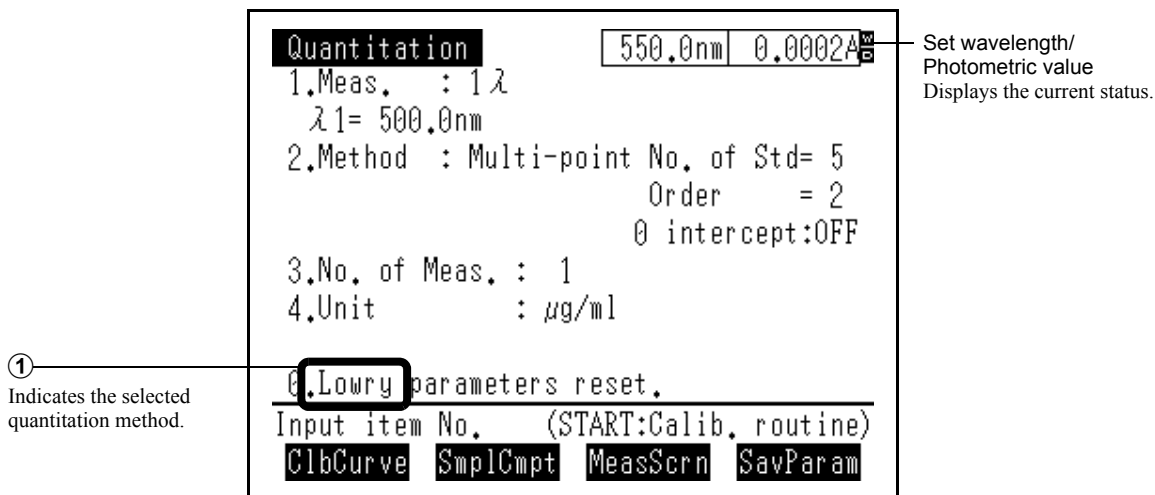 Quantitation 550.0nm 0.0002A WD
1.Meas. : 1λ
λ1= 500.0nm
2.Method : Multi-point No. of Std= 5
Order = 2
0 intercept:OFF
3.No. of Meas. : 1
4.Unit : µg/ml
0.Lowry parameters reset.
Input item No. (START:Calib. routine)
ClbCurve SmplCmpt MeasScrn SavParam
Set wavelength/
Photometric value
Displays the current status.
①
Indicates the selected
quantitation method.